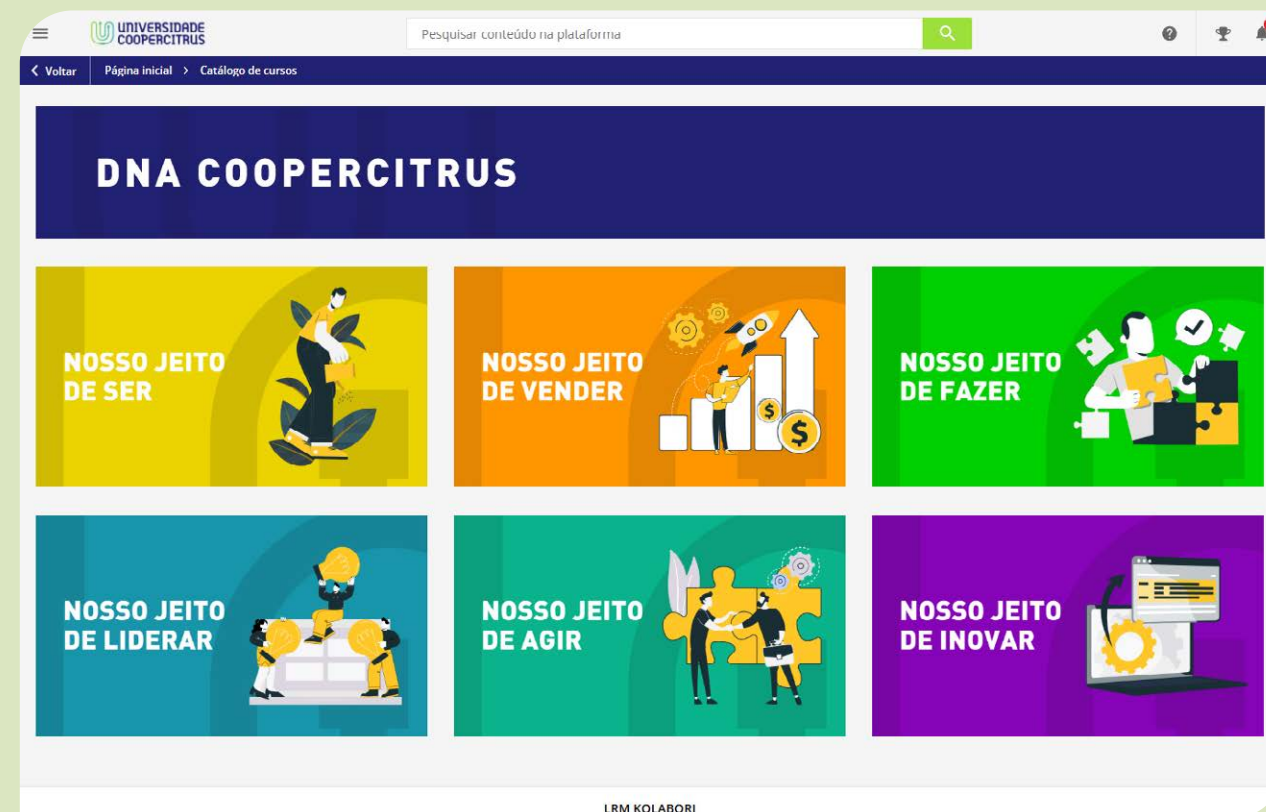 UNIVERSIDADE
COOPERCITRUS
Pesquisar conteúdo na plataforma
Voltar
Página inicial > Catálogo de cursos
DNA COOPERCITRUS
NOSSO JEITO
DE SER
NOSSO JEITO
DE VENDER
$
$
NOSSO JEITO
DE FAZER
NOSSO JEITO
DE LIDERAR
NOSSO JEITO
DE AGIR
NOSSO JEITO
DE INOVAR
LRM KOLABORI